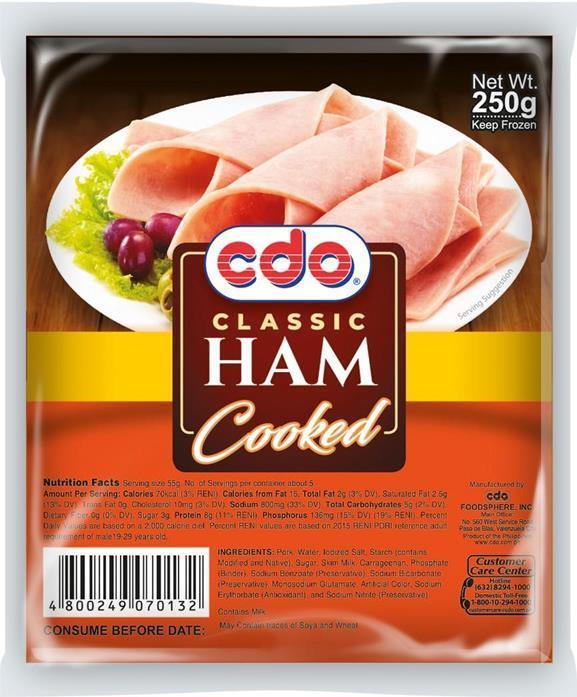 Net Wt.
250g
Keep Frozen
Serving Suggestion
cdo®
CLASSIC
HAM
Cooked
Nutrition Facts Serving size 55g. No. of Servings per container about 5
Amount Per Serving: Calories 70kcal (3% RENI). Calories from Fat 15. Total Fat 2g (3% DV). Saturated Fat 2.5g
(13% DV). Trans Fat 0g. Cholesterol 10mg (3% DV). Sodium 800mg (33% DV). Total Carbohydrates 5g (2% DV).
Dietary Fiber 0g (0% DV). Sugar 3g. Protein 8g (11% RENI). Phosphorus 136mg (15% DV) (19% RENI). Percent
Daily Values are based on a 2,000 calorie diet. Percent RENI values are based on 2015 RENI PDRI reference adult
requirement of male 19-29 years old.
Manufactured by
cdo
FOODSPHERE, INC
Main Office
No 560 West Service Road
Paso de Blas, Valenzuela
Product of the
www.cdo.com.ph
INGREDIENTS: Pork, Water, Iodized Salt, Starch (contains
Modified and Native), Sugar, Skim Milk, Carrageenan, Phosphate
(Binder), Sodium Benzoate (Preservative), Sodium Bicarbonate
(Preservative), Monosodium Glutamate, Artificial Color, Sodium
Erythorbate (Antioxidant), and Sodium Nitrite (Preservative)
Contains Milk
May Contain traces of Soya and Wheat
Customer
Care Center
Hotline
(632)8294-1000
Domestic Toll-Free
1-800-10-294-1000
customercare@cdo.com.ph
4 800249 070132
CONSUME BEFORE DATE: